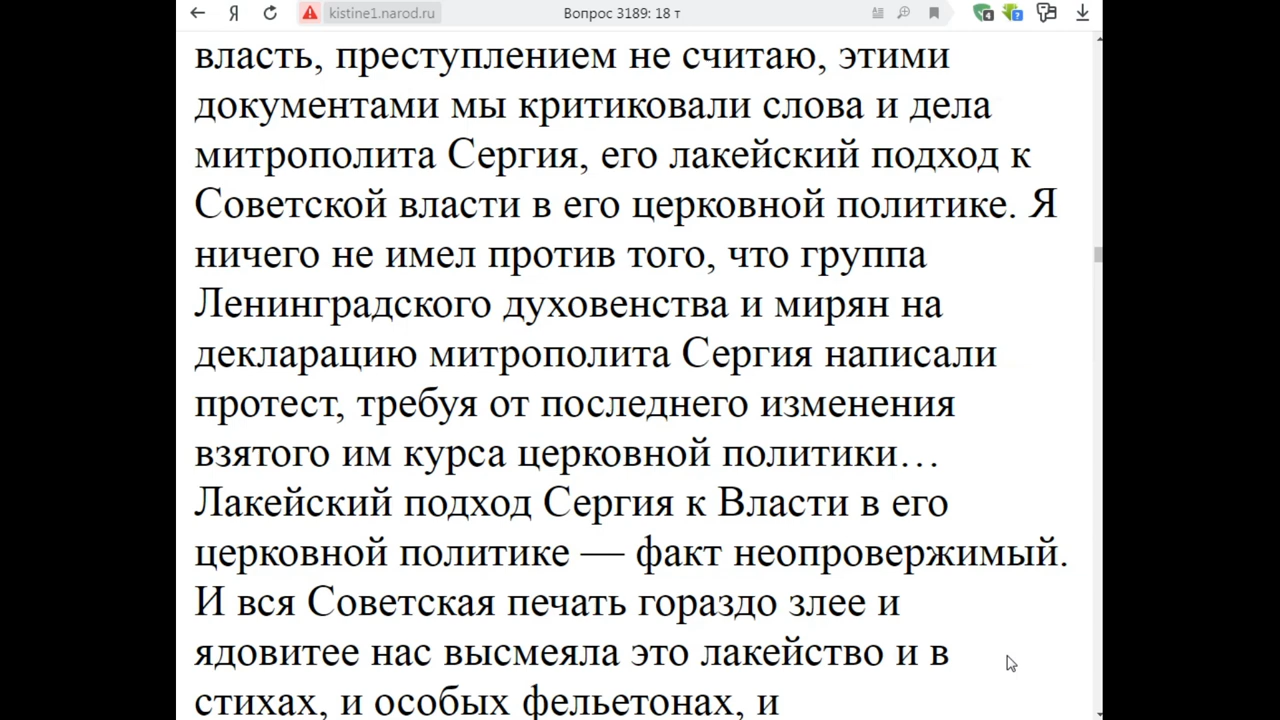 Я
kistine1.narod.ru
Вопрос 3189: 18 т
4
?
власть, преступлением не считаю, этими
документами мы критиковали слова и дела
митрополита Сергия, его лакейский подход к
Советской власти в его церковной политике. Я
ничего не имел против того, что группа
Ленинградского духовенства и мирян на
декларацию митрополита Сергия написали
протест, требуя от последнего изменения
взятого им курса церковной политики…
Лакейский подход Сергия к Власти в его
церковной политике — факт неопровержимый.
И вся Советская печать гораздо злее и
ядовитее нас высмеяла это лакейство и в
стихах, и особых фельетонах, и